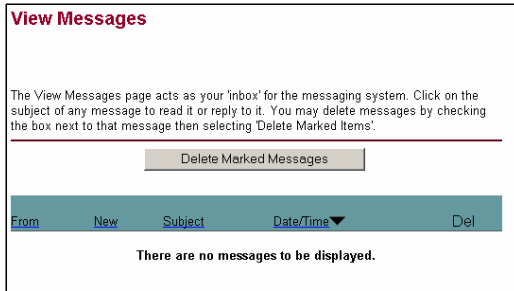 View Messages
The View Messages page acts as your 'inbox' for the messaging system. Click on the
subject of any message to read it or reply to it. You may delete messages by checking
the box next to that message then selecting 'Delete Marked Items'.
Delete Marked Messages
From New Subject Date/Time Del
There are no messages to be displayed.